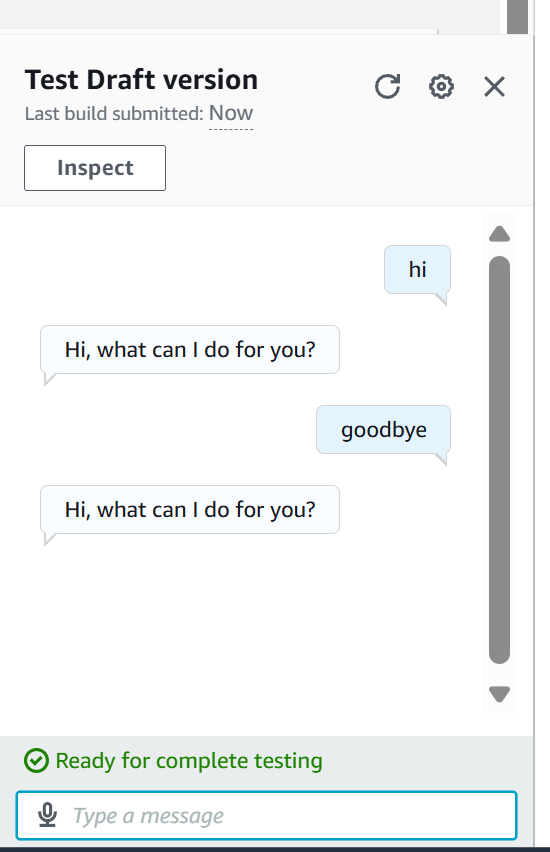 Test Draft version
Last build submitted: Now
Inspect
hi
Hi, what can I do for you?
goodbye
Hi, what can I do for you?
Ready for complete testing
Type a message